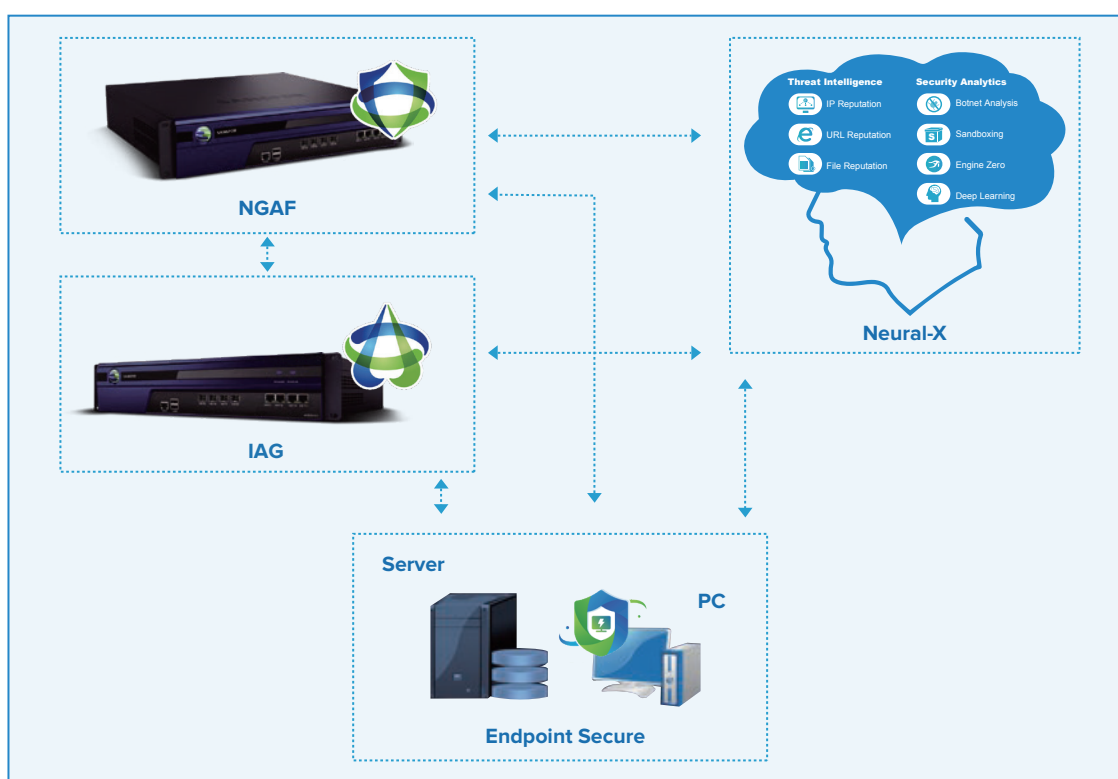 NGAF
IAG
Threat Intelligence
IP Reputation
URL Reputation
File Reputation
Security Analytics
Botnet Analysis
Sandboxing
Engine Zero
Deep Learning
Neural-X
Server
PC
Endpoint Secure